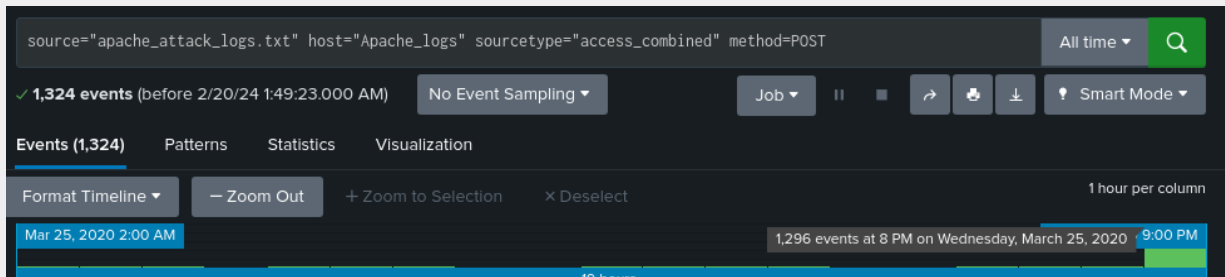 source="apache_attack_logs.txt" host="Apache_logs" sourcetype="access_combined" method=POST
All time
1,324 events (before 2/20/24 1:49:23.000 AM)
No Event Sampling
Job
Smart Mode
Events (1,324)
Patterns
Statistics
Visualization
Format Timeline
— Zoom Out
+ Zoom to Selection
× Deselect
1 hour per column
Mar 25, 2020 2:00 AM
1,296 events at 8 PM on Wednesday, March 25, 2020
9:00 PM
hours